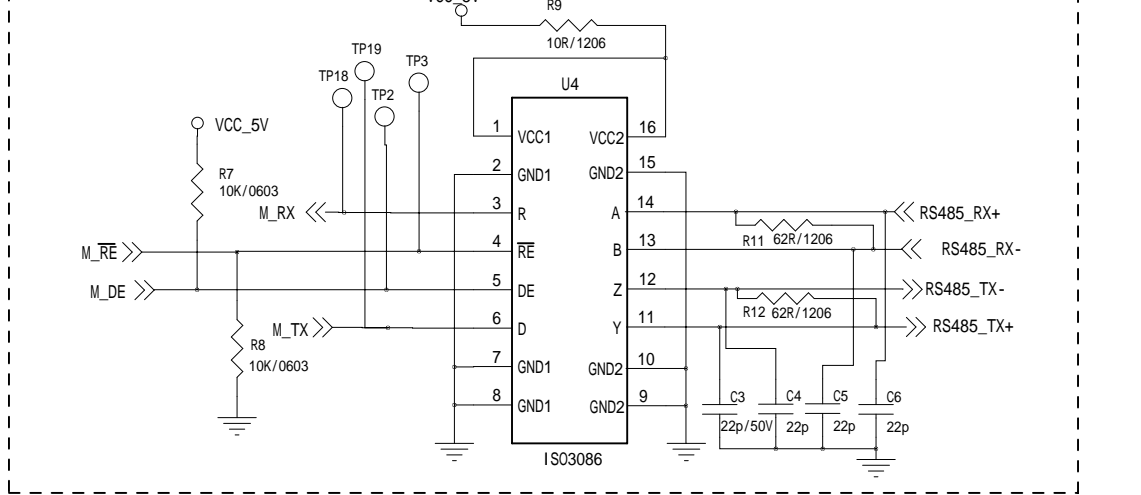 R9
10R/1206
TP19
TP18
TP3
TP2
U4
VCC_5V
1
VCC1
VCC2
16
2
GND1
GND2
15
R7
10K/0603
M_RX
3
R
A
14
RS485_RX+
R11
62R/1206
M_RE
4
RE
B
13
RS485_RX-
M_DE
5
DE
Z
12
RS485_TX-
R12
62R/1206
M_TX
6
D
Y
11
RS485_TX+
R8
10K/0603
7
GND1
GND2
10
8
GND1
GND2
9
C3
22p/50V
C4
22p
C5
22p
C6
22p
ISO3086